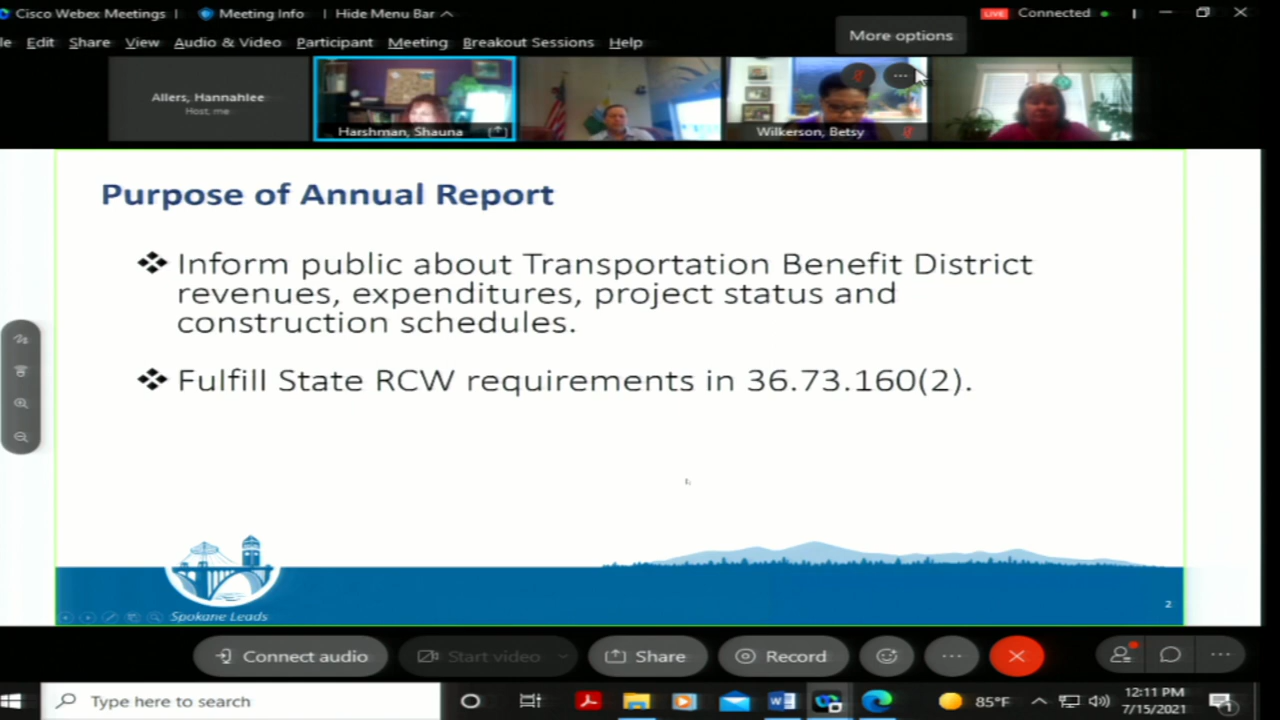 Cisco Webex Meetings
Meeting Info
Hide Menu Bar
LIVE
Connected
le Edit Share View Audio & Video Participant Meeting Breakout Sessions Help
More options
Allers, Hannahlee
Host, me
Harshman, Shauna
Wilkerson, Betsy
Purpose of Annual Report
Inform public about Transportation Benefit District
revenues, expenditures, project status and
construction schedules.
Fulfill State RCW requirements in 36.73.160(2).
Spokane Leads
2
Connect audio
Start video
Share
Record
Type here to search
85°F
12:11 PM
7/15/2021
1